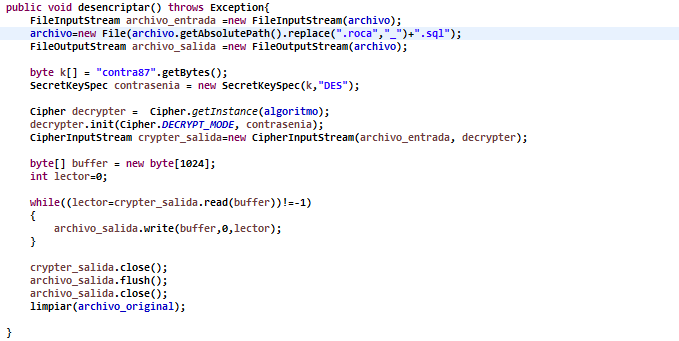 public void desencriptar() throws Exception{
FileInputStream archivo_entrada =new FileInputStream(archivo);
archivo=new File(archivo.getAbsolutePath().replace(".roca","_")+".sql");
FileOutputStream archivo_salida =new FileOutputStream(archivo);
byte k[] = "contra87".getBytes();
SecretKeySpec contrasenia = new SecretKeySpec(k,"DES");
Cipher decrypter =  Cipher.getInstance(algoritmo);
decrypter.init(Cipher.DECRYPT_MODE, contrasenia);
CipherInputStream crypter_salida=new CipherInputStream(archivo_entrada, decrypter);
byte[] buffer = new byte[1024];
int lector=0;
while((lector=crypter_salida.read(buffer))!=-1)
{
archivo_salida.write(buffer,0,lector);
}
crypter_salida.close();
archivo_salida.flush();
archivo_salida.close();
limpiar(archivo_original);
}